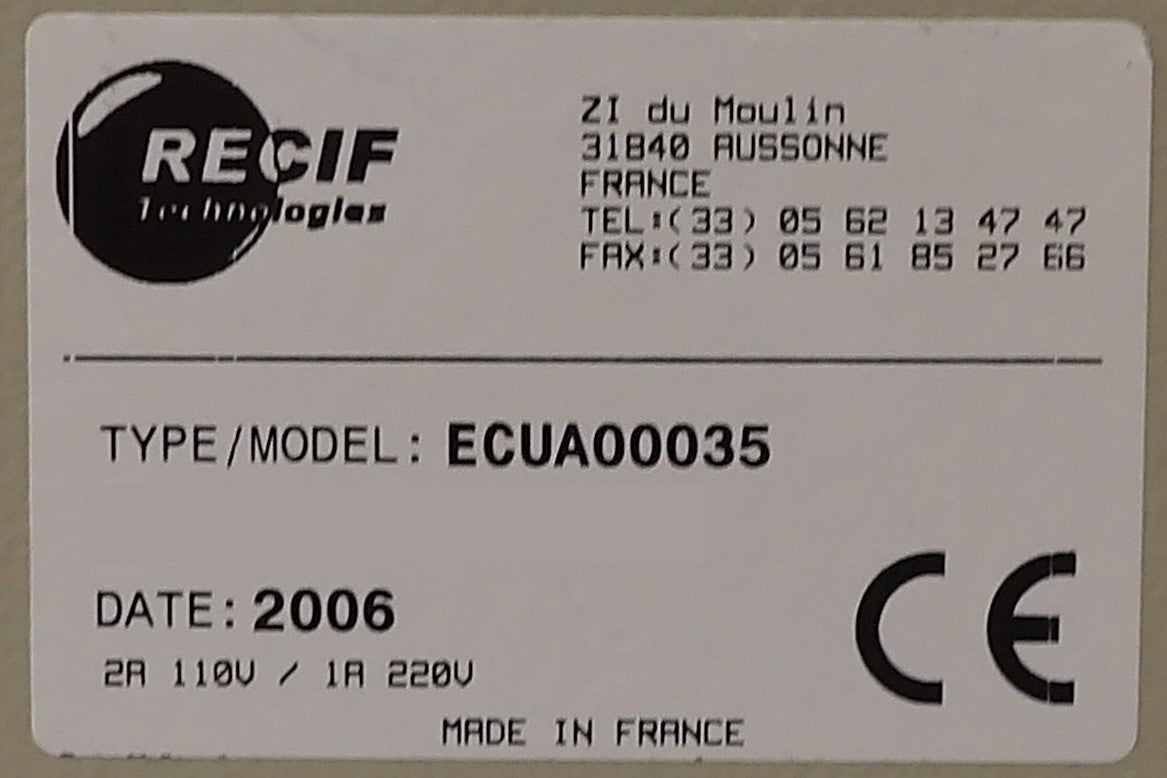 RECIF
Technologies
ZI du Moulin
31840 AUSSONNE
FRANCE
TEL:(33) 05 62 13 47 47
FAX:(33) 05 61 85 27 66
TYPE/MODEL: ECUA00035
DATE: 2006
2A 110V / 1A 220V
CE
MADE IN FRANCE